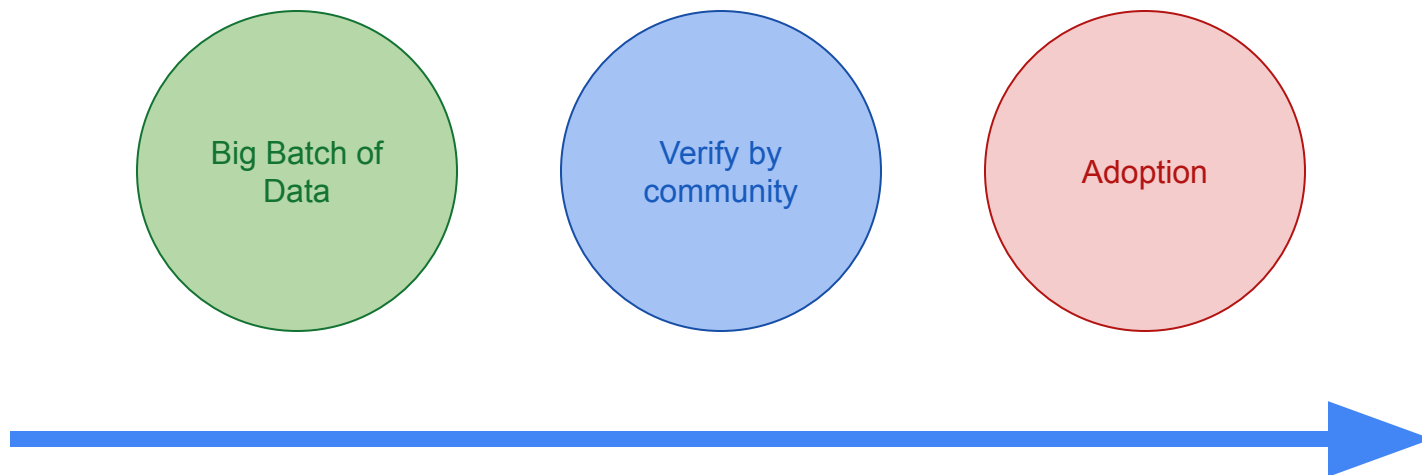 Big Batch of
Data
Verify by
community
Adoption